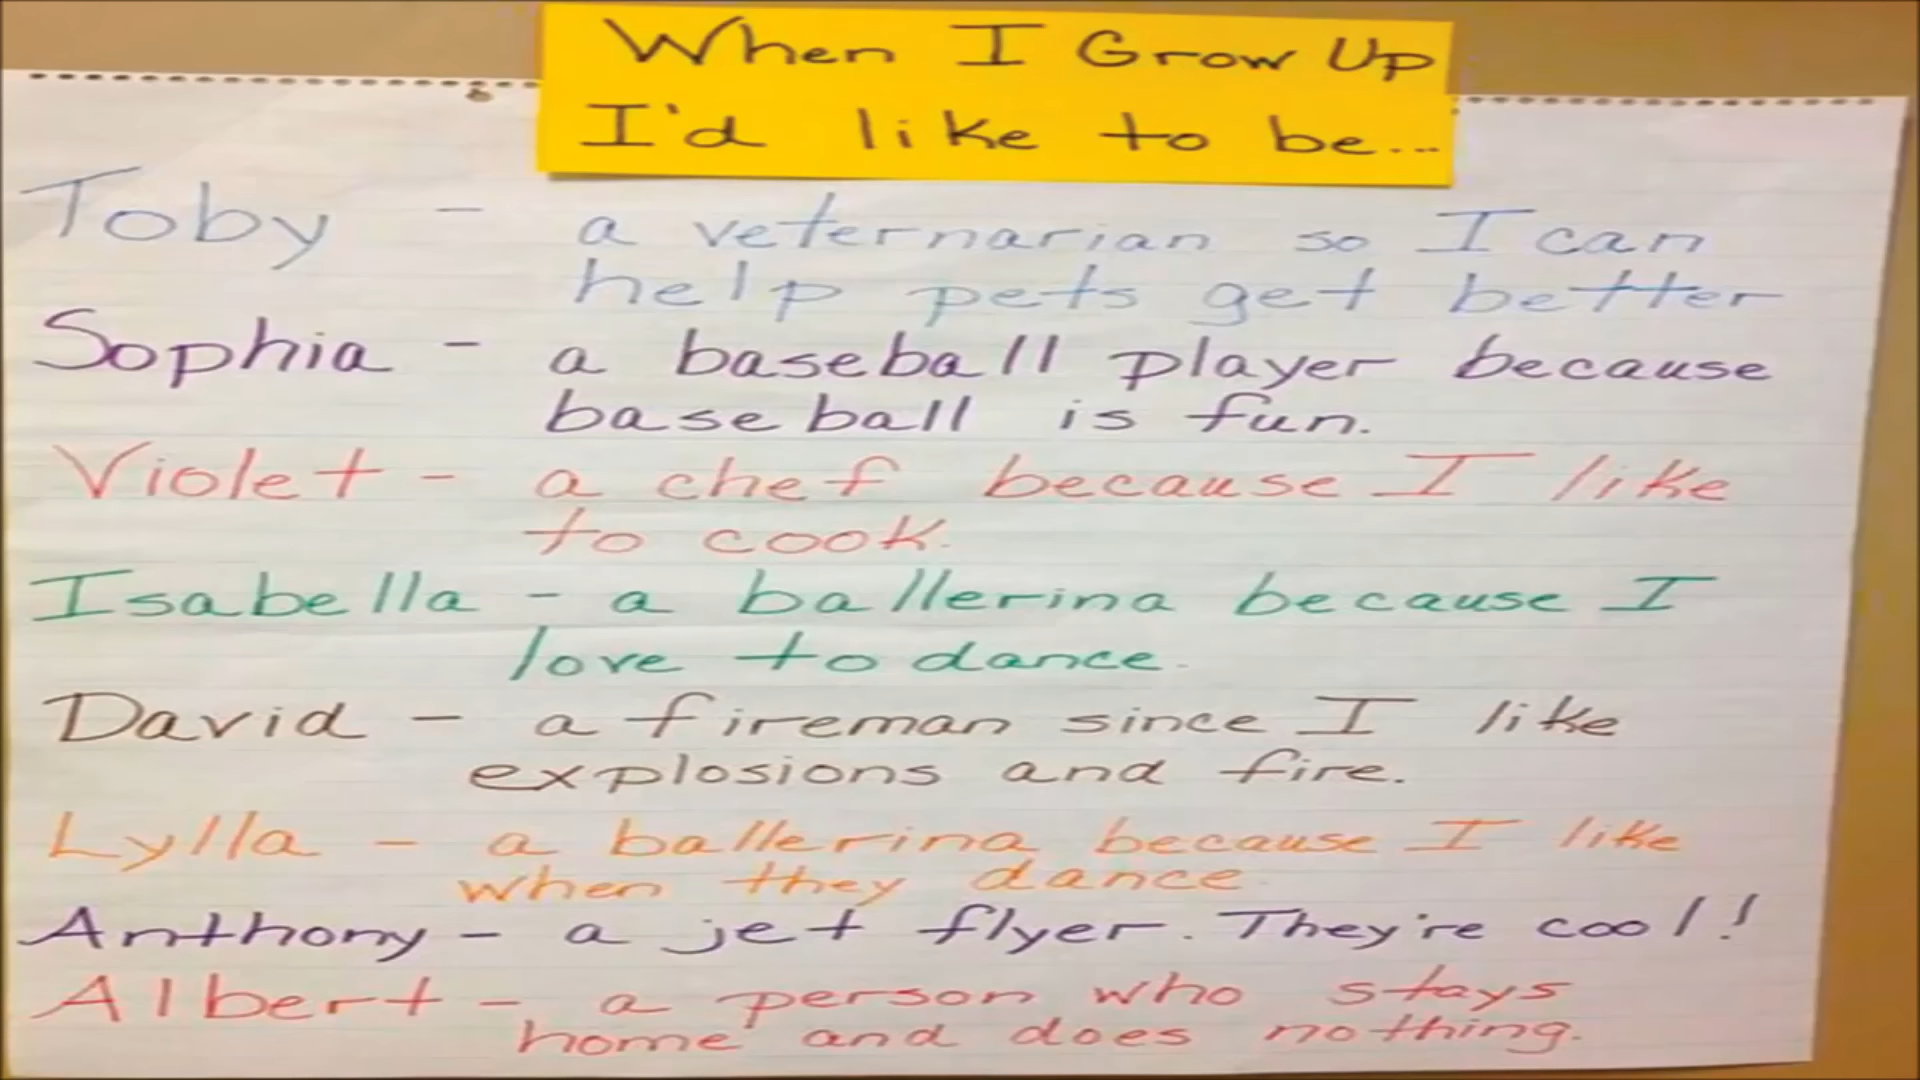 When I Grow Up
I'd like to be...
Toby - a veternarian so I can
help pets get better
Sophia - a baseball player because
baseball is fun.
Violet - a chef because I like
to cook.
Isabella - a ballerina because I
love to dance.
David - a fireman since I like
explosions and fire.
Lylla - a ballerina because I like
when they dance.
Anthony - a jet flyer. They're cool!
Albert - a person who stays
home and does nothing.